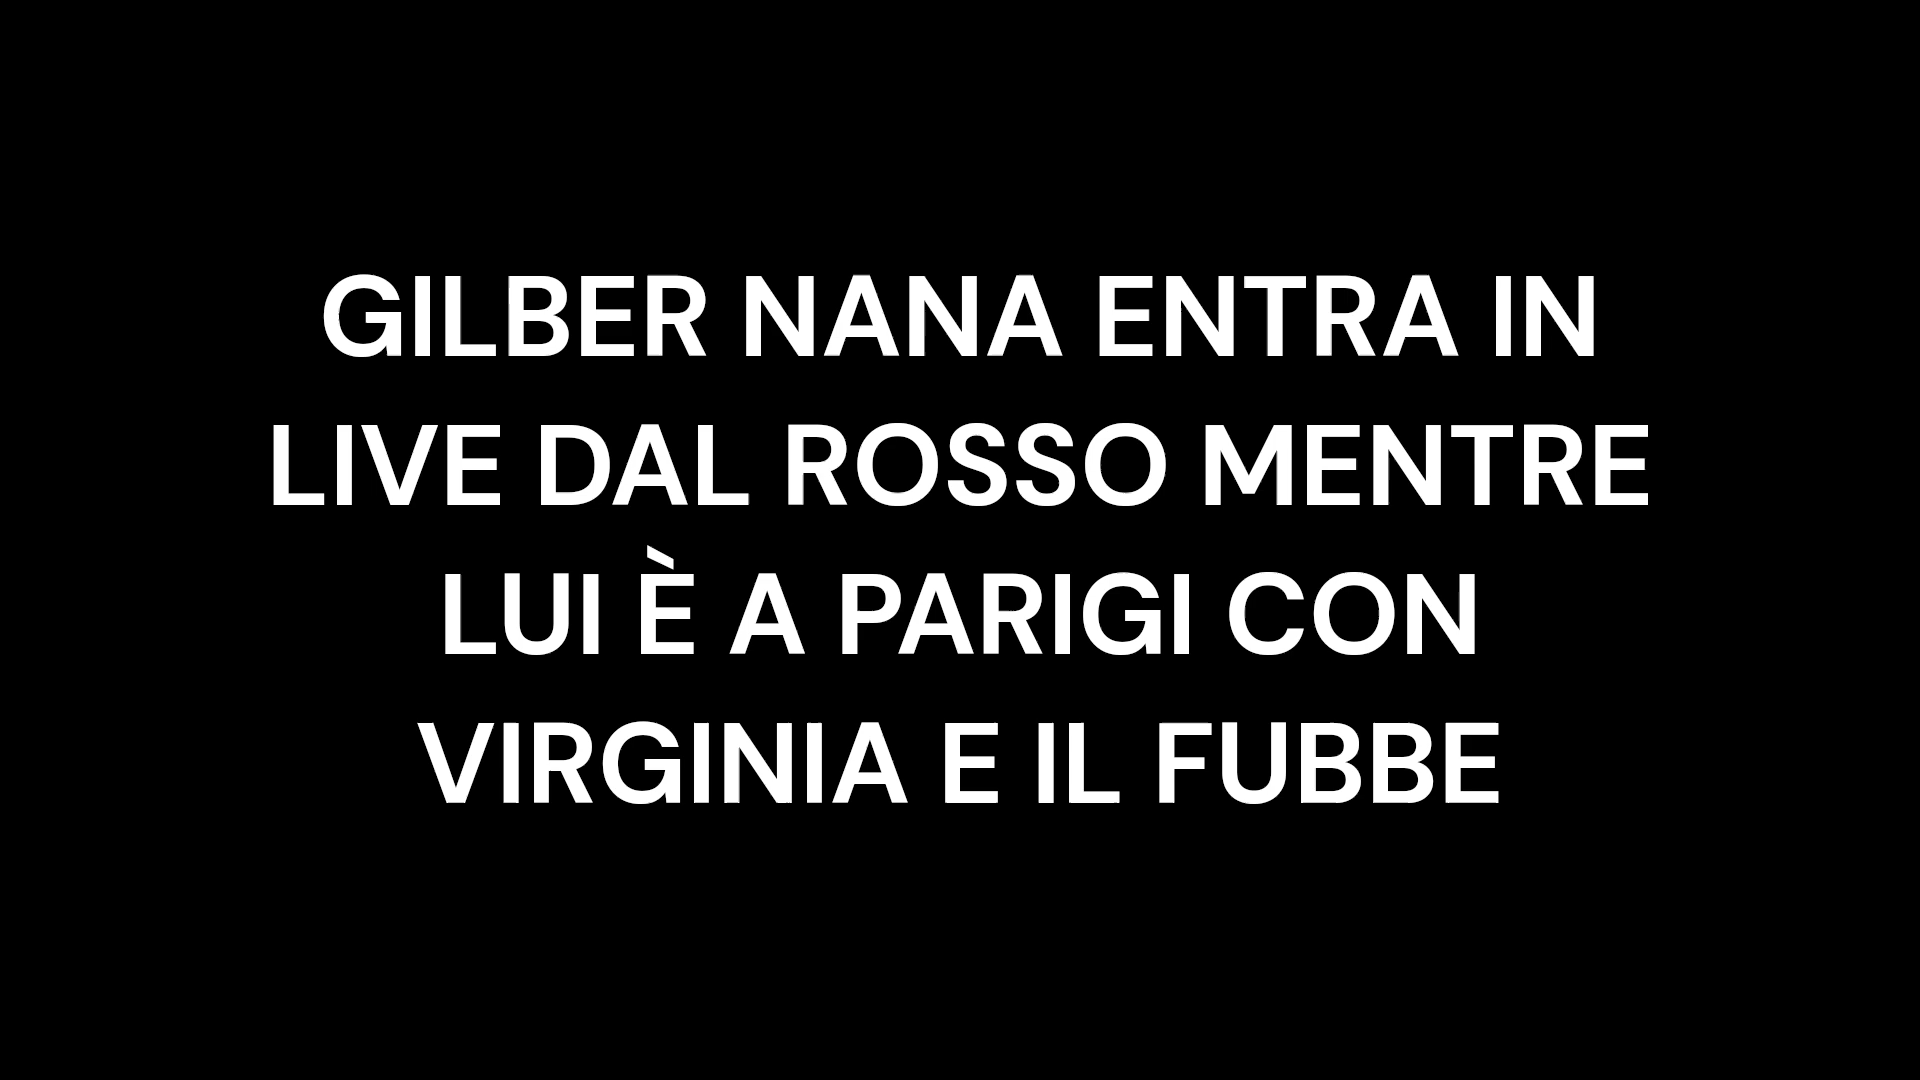 GILBER NANA ENTRA IN
LIVE DAL ROSSO MENTRE
LUI È A PARIGI CON
VIRGINIA E IL FUBBE